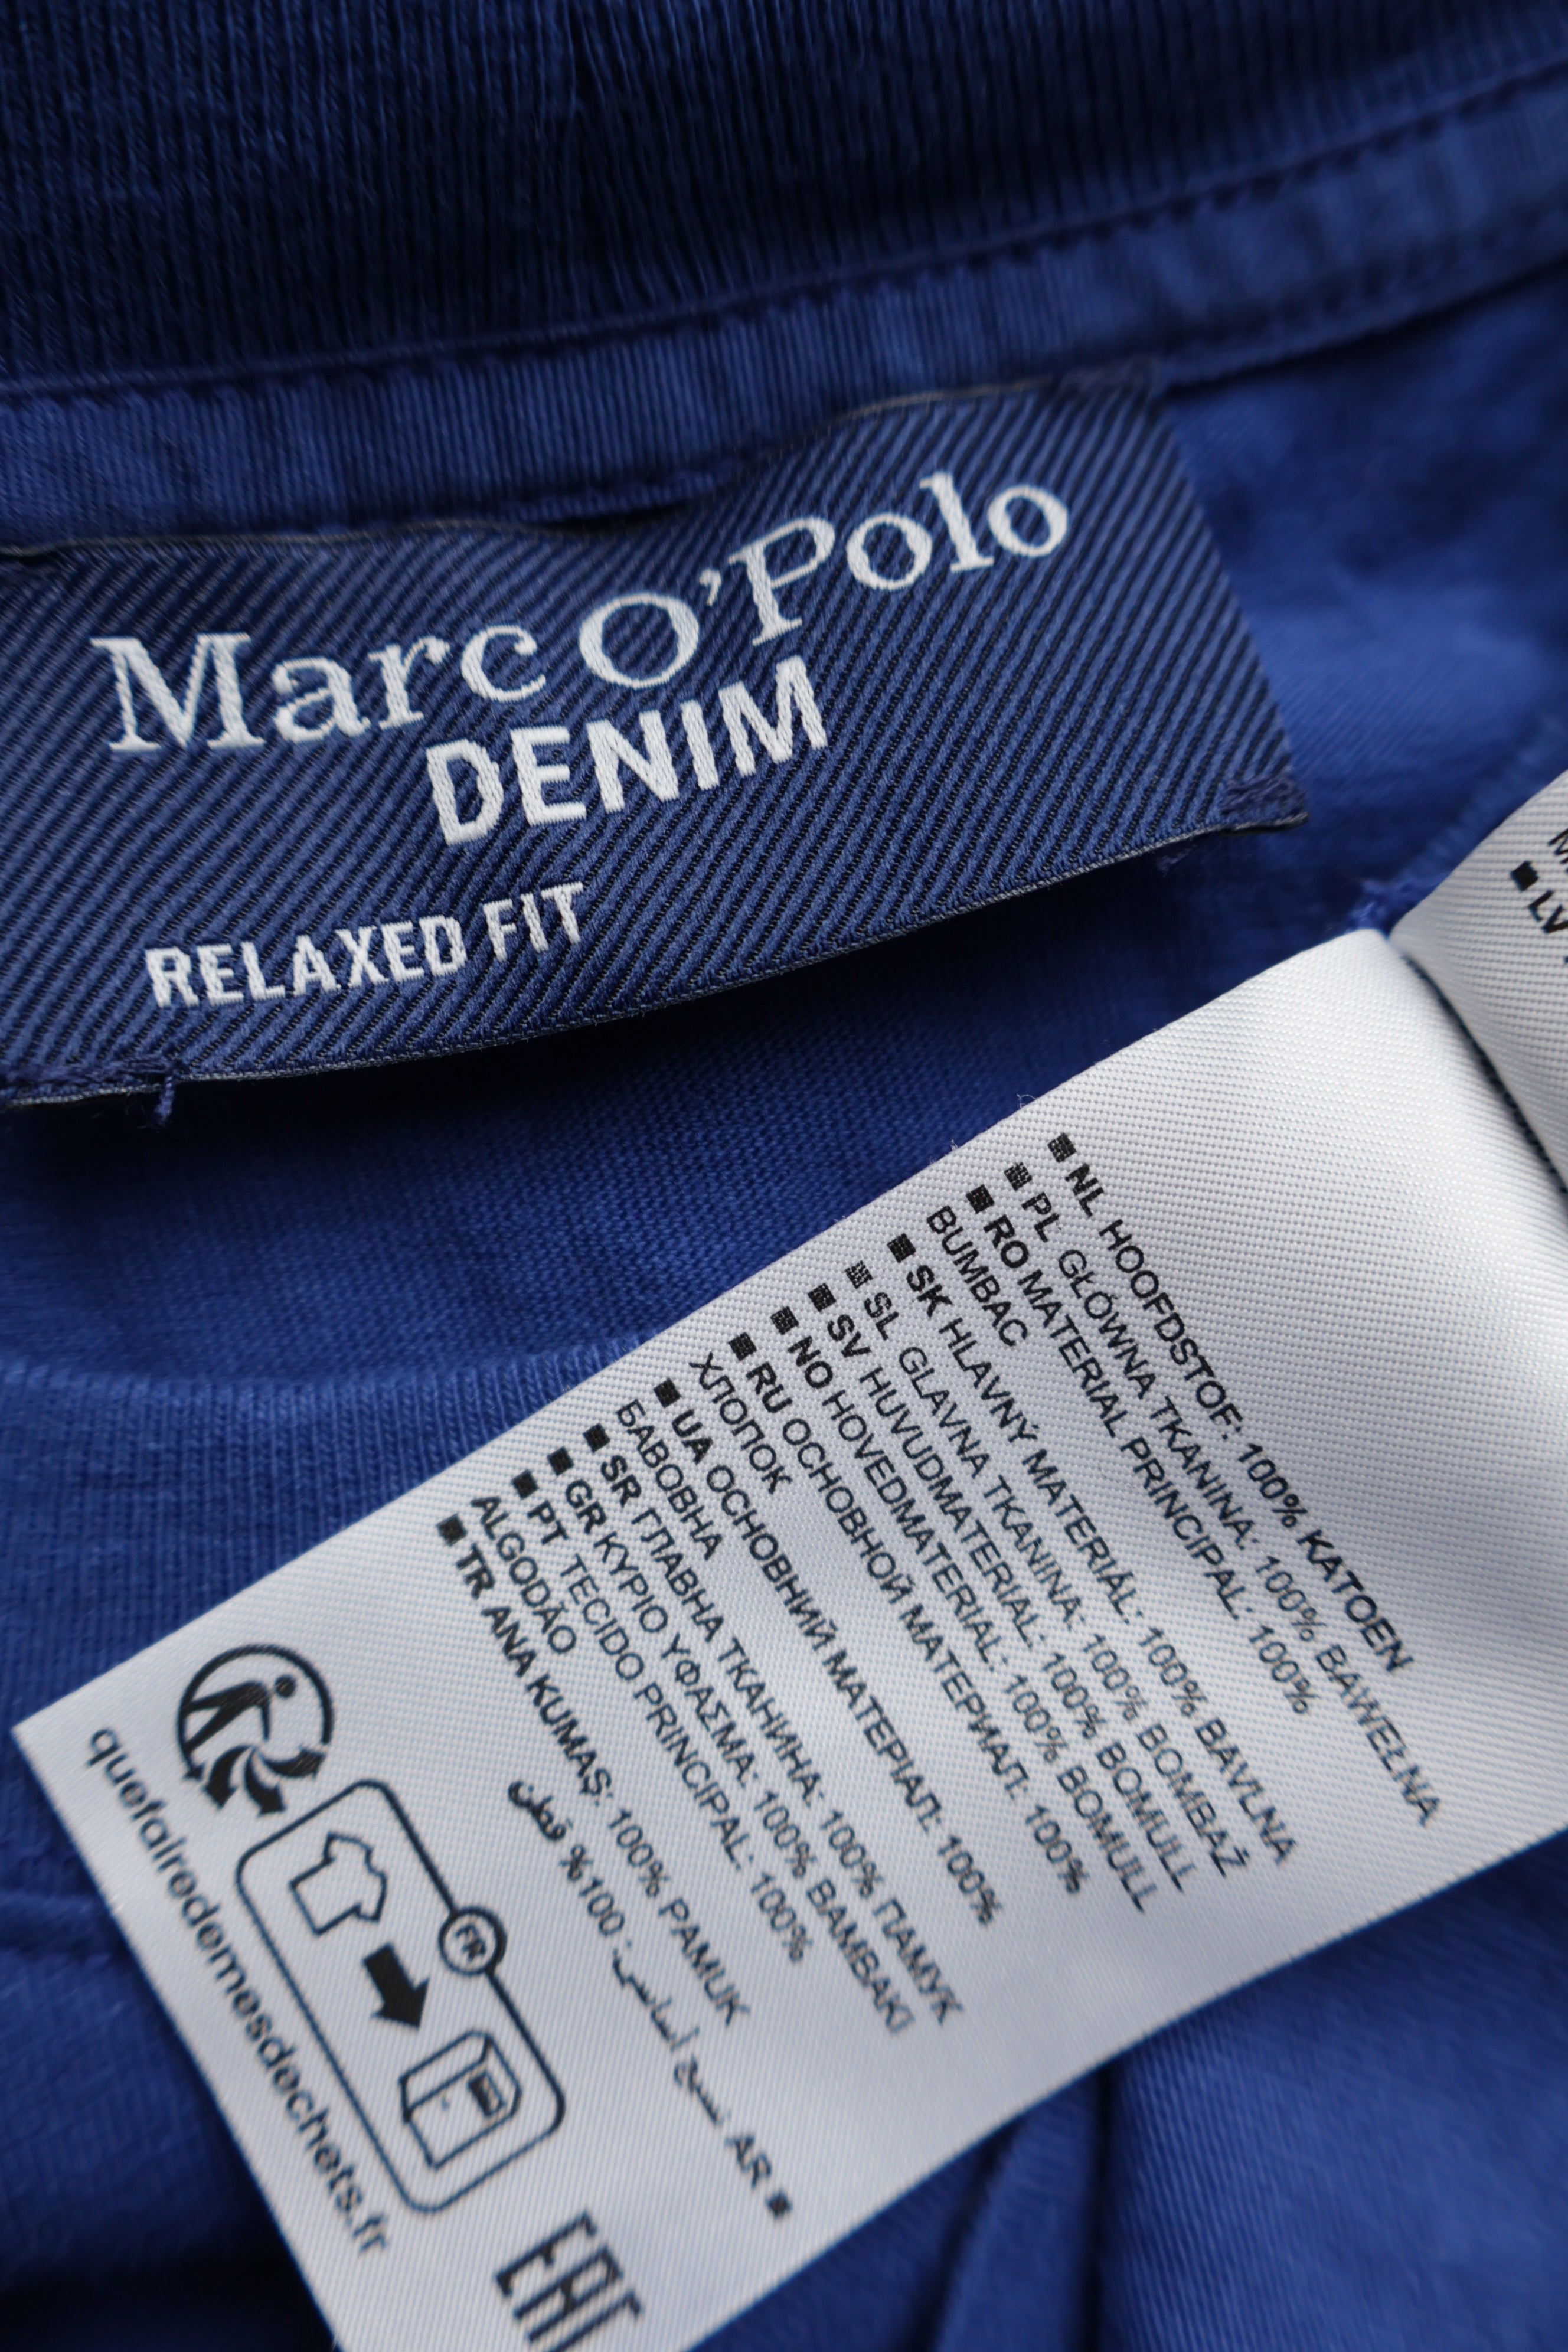 Marc O'Polo
DENIM
RELAXED FIT
■ LV
■ NL HOOFDSTOF: 100% KATOEN
■ PL GŁÓWNA TKANINA: 100% BAWEŁNA
■ RO MATERIAL PRINCIPAL: 100%
BUMBAC
■ SK HLAVNÝ MATERIÁL: 100% BAVLNA
■ SL GLAVNA TKANINA: 100% BOMBAŽ
■ SV HUVUDMATERIAL: 100% BOMULL
■ NO HOVEDMATERIAL: 100% BOMULL
■ RU ОСНОВНОЙ МАТЕРИАЛ: 100%
ХЛОПОК
■ UA ОСНОВНИЙ МАТЕРІАЛ: 100%
БАВОВНА
■ SR ГЛАВНА ТКАНИНА: 100% ПАМУК
■ GR ΚΥΡΙΟ ΥΦΑΣΜΑ: 100% ΒΑΜΒΑΚΙ
■ PT TECIDO PRINCIPAL: 100%
ALGODÃO
■ TR ANA KUMAŞ: 100% PAMUK
■ AR نسيج أساسي: 100% قطن
FR
quefairedemesdechets.fr
EAC